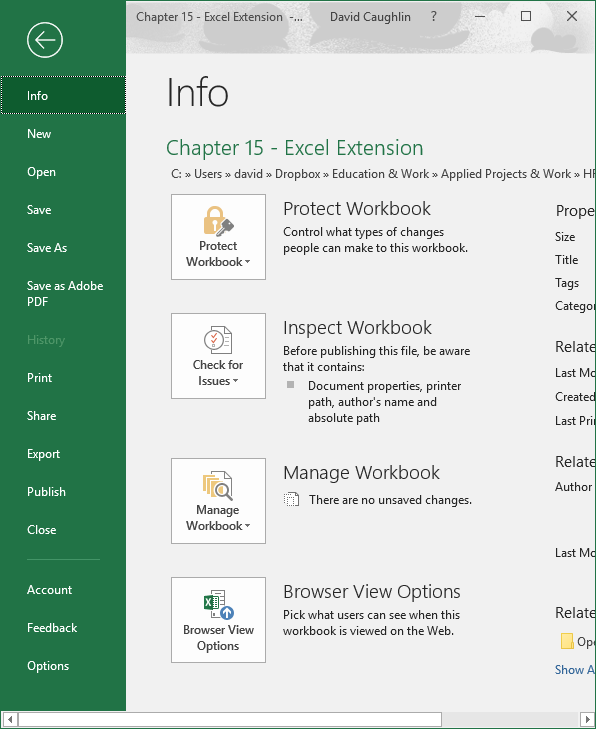 Chapter 15 - Excel Extension -...
David Caughlin
?
Info
New
Open
Save
Save As
Save as Adobe
PDF
History
Print
Share
Export
Publish
Close
Account
Feedback
Options
Info
Chapter 15 - Excel Extension
C: » Users » david » Dropbox » Education & Work » Applied Projects & Work » HF
Protect
Workbook
Protect Workbook
Control what types of changes
people can make to this workbook.
Check for
Issues
Inspect Workbook
Before publishing this file, be aware
that it contains:
Document properties, printer
path, author's name and
absolute path
Manage
Workbook
Manage Workbook
There are no unsaved changes.
Browser View
Options
Browser View Options
Pick what users can see when this
workbook is viewed on the Web.
Prope
Size
Title
Tags
Categor
Relate
Last Mo
Created
Last Prin
Relate
Author
Last Mo
Relate
Ope
Show A